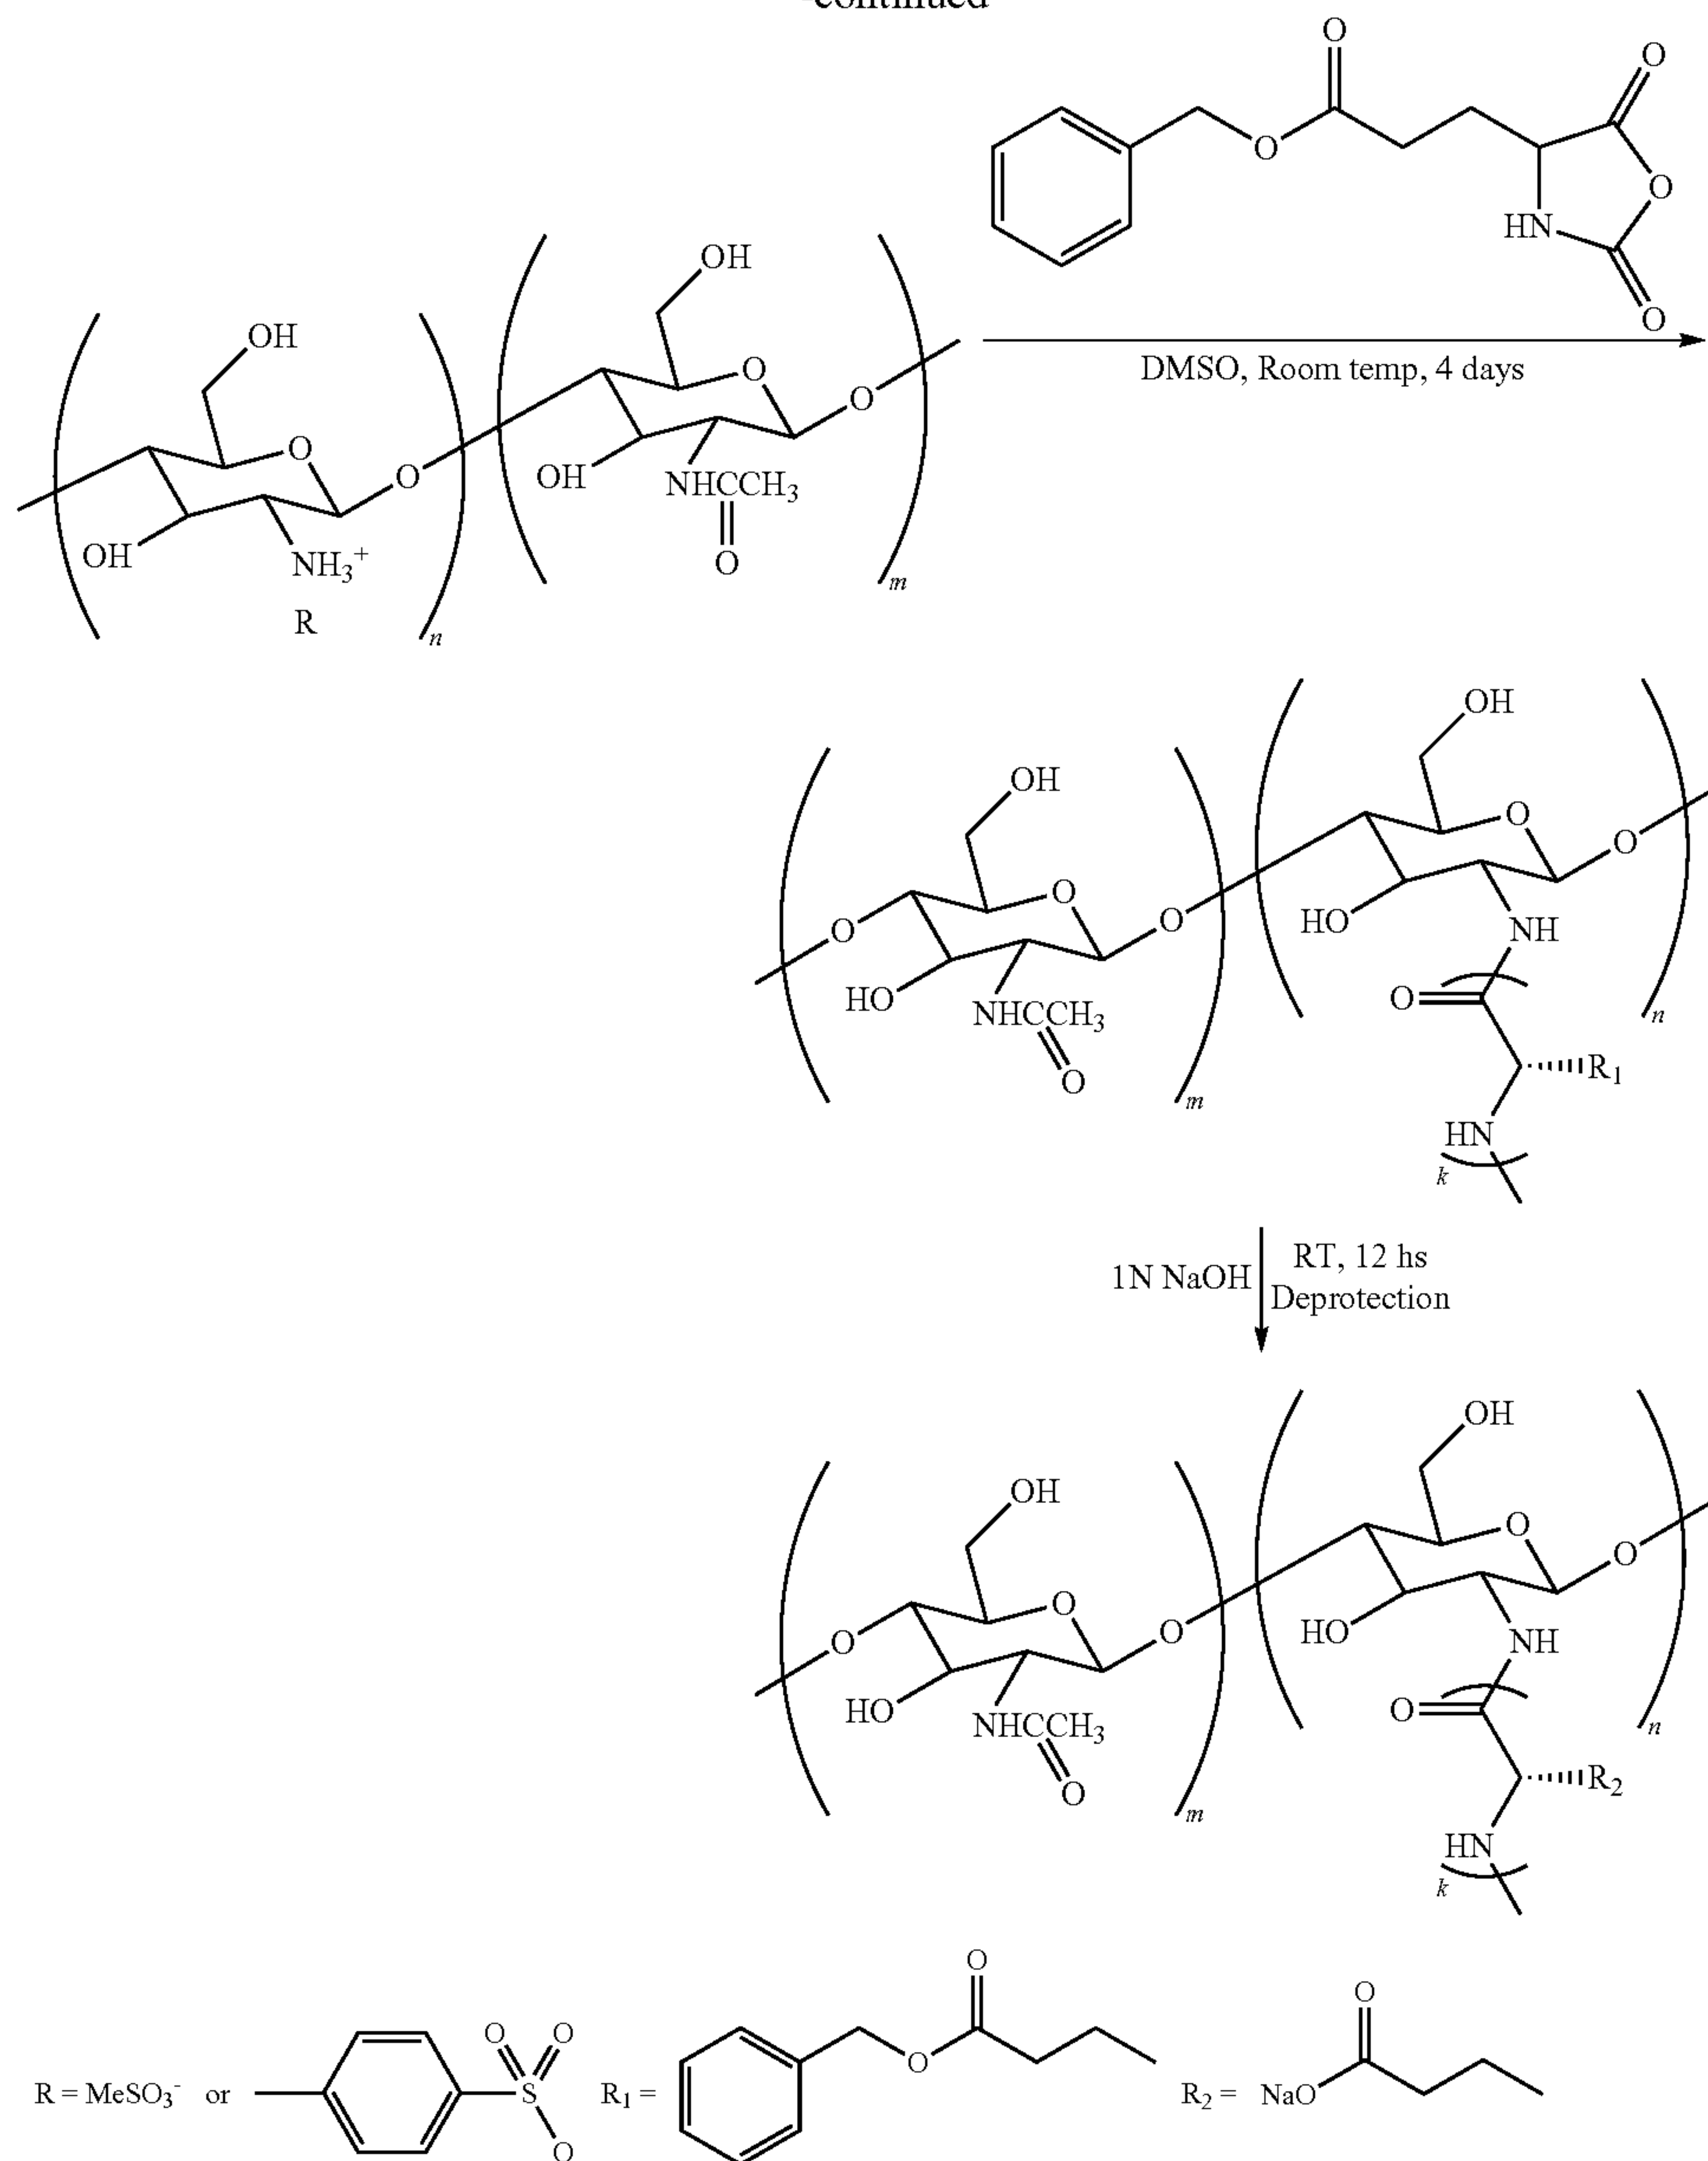 -continued
O
O
O
O
HN
O
DMSO, Room temp, 4 days
OH
O
O
OH
NHCCH3
O
m
OH
O
O
OH
NH3+
R
n
OH
O
O
HO
NH
O
n
R1
HN
k
OH
O
O
O
HO
NHCCH3
O
m
1N NaOH
RT, 12 hs
Deprotection
OH
O
O
HO
NH
O
n
R2
HN
k
OH
O
O
O
HO
NHCCH3
O
m
R = MeSO3- or
O
O
S
O
R1 =
O
O
R2 =
O
NaO